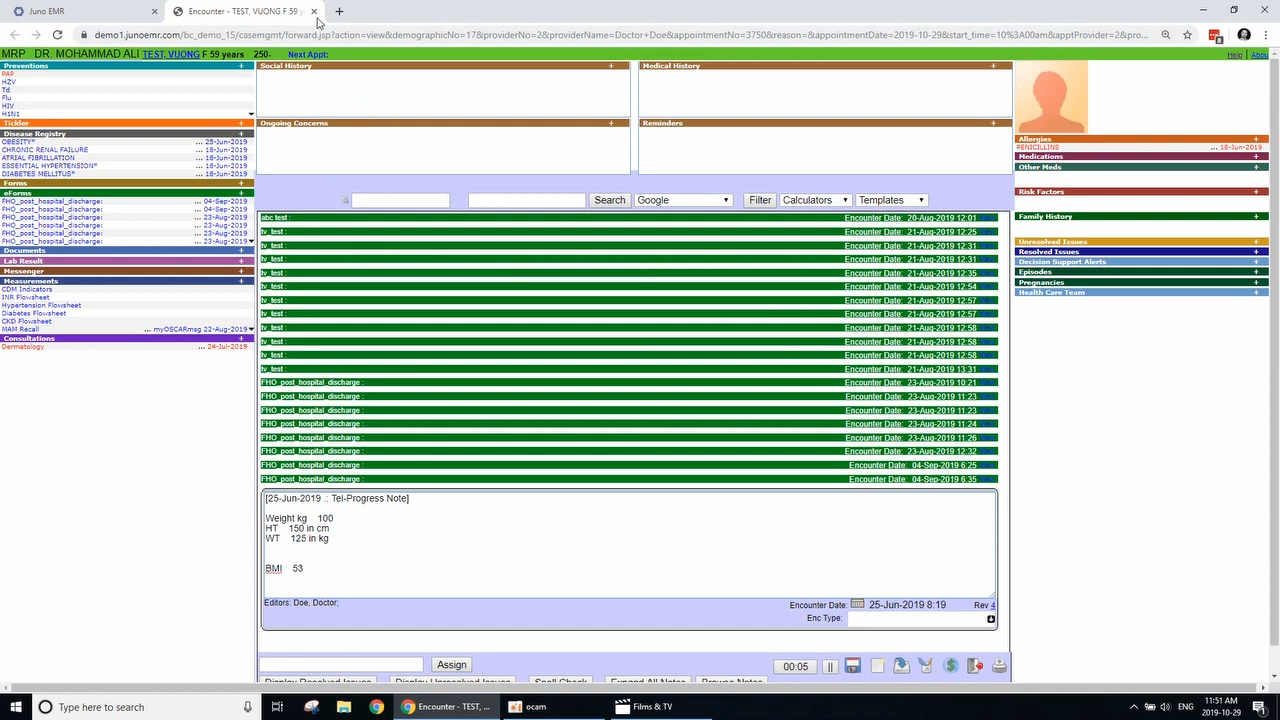 Juno EMR
Encounter - TEST, VUONG F 59 y
demo1.junoemr.com/bc_demo_15/casemgmt/forward.jsp?action=view&demographicNo=17&providerNo=2&providerName=Doctor+Doe&appointmentNo=3750&reason=&appointmentDate=2019-10-29&start_time=10%3A00am&apptProvider=2&pro...
MRP DR. MOHAMMAD ALI TEST, VUONG F 59 years 250- Next Appt:
Help | Abou
Preventions +
PAP
HZV
Td
Flu
HIV
H1N1
Tickler +
Disease Registry +
OBESITY* ... 25-Jun-2019
CHRONIC RENAL FAILURE ... 18-Jun-2019
ATRIAL FIBRILLATION ... 18-Jun-2019
ESSENTIAL HYPERTENSION* ... 18-Jun-2019
DIABETES MELLITUS* ... 18-Jun-2019
Forms +
eForms +
FHO_post_hospital_discharge: ... 04-Sep-2019
FHO_post_hospital_discharge: ... 04-Sep-2019
FHO_post_hospital_discharge: ... 23-Aug-2019
FHO_post_hospital_discharge: ... 23-Aug-2019
FHO_post_hospital_discharge: ... 23-Aug-2019
FHO_post_hospital_discharge: ... 23-Aug-2019
Documents +
Lab Result +
Messenger +
Measurements +
CDM Indicators
INR Flowsheet
Hypertension Flowsheet
Diabetes Flowsheet
CKD Flowsheet
MAM Recall ... myOSCARmsg 22-Aug-2019
Consultations +
Dermatology ... 24-Jul-2019
Social History +
Medical History +
Ongoing Concerns +
Reminders +
Search
Google
Filter
Calculators
Templates
abc test : Encounter Date: 20-Aug-2019 12:01
tv_test : Encounter Date: 21-Aug-2019 12:25
tv_test : Encounter Date: 21-Aug-2019 12:31
tv_test : Encounter Date: 21-Aug-2019 12:31
tv_test : Encounter Date: 21-Aug-2019 12:35
tv_test : Encounter Date: 21-Aug-2019 12:54
tv_test : Encounter Date: 21-Aug-2019 12:57
tv_test : Encounter Date: 21-Aug-2019 12:57
tv_test : Encounter Date: 21-Aug-2019 12:58
tv_test : Encounter Date: 21-Aug-2019 12:58
tv_test : Encounter Date: 21-Aug-2019 12:58
tv_test : Encounter Date: 21-Aug-2019 13:31
FHO_post_hospital_discharge : Encounter Date: 23-Aug-2019 10:21
FHO_post_hospital_discharge : Encounter Date: 23-Aug-2019 11:23
FHO_post_hospital_discharge : Encounter Date: 23-Aug-2019 11:23
FHO_post_hospital_discharge : Encounter Date: 23-Aug-2019 11:24
FHO_post_hospital_discharge : Encounter Date: 23-Aug-2019 11:26
FHO_post_hospital_discharge : Encounter Date: 23-Aug-2019 12:32
FHO_post_hospital_discharge : Encounter Date: 04-Sep-2019 6:25
FHO_post_hospital_discharge : Encounter Date: 04-Sep-2019 6:35
[25-Jun-2019 .: Tel-Progress Note]
Weight kg 100
HT 150 in cm
WT 125 in kg
BMI 53
Editors: Doe, Doctor;
Encounter Date: 25-Jun-2019 8:19 Rev 4
Enc Type:
Assign
00:05
||
Display Resolved Issues
Display Unresolved Issues
Spell Check
Expand All Notes
Browse Notes
Allergies +
PENICILLINS ... 18-Jun-2019
Medications +
Other Meds +
Risk Factors +
Family History +
Unresolved Issues +
Resolved Issues +
Decision Support Alerts +
Episodes +
Pregnancies +
Health Care Team +
Type here to search
Encounter - TEST, ...
ocam
Films & TV
ENG
11:51 AM
2019-10-29